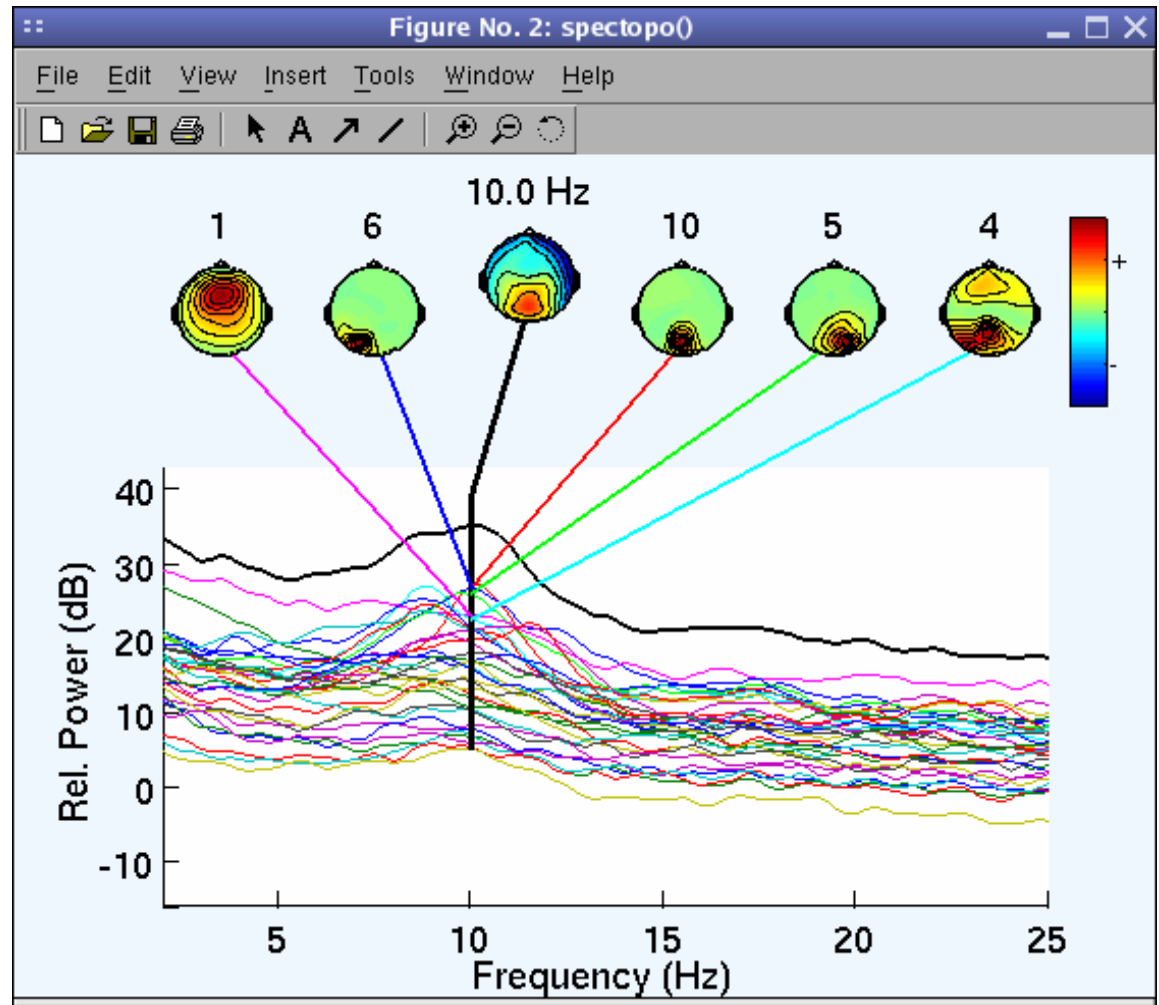 Figure No. 2: spectopo()
File Edit View Insert Tools Window Help
A
10.0 Hz
1 6 10 5 4
+
-
40
30
20
10
0
-10
Rel. Power (dB)
5 10 15 20 25
Frequency (Hz)